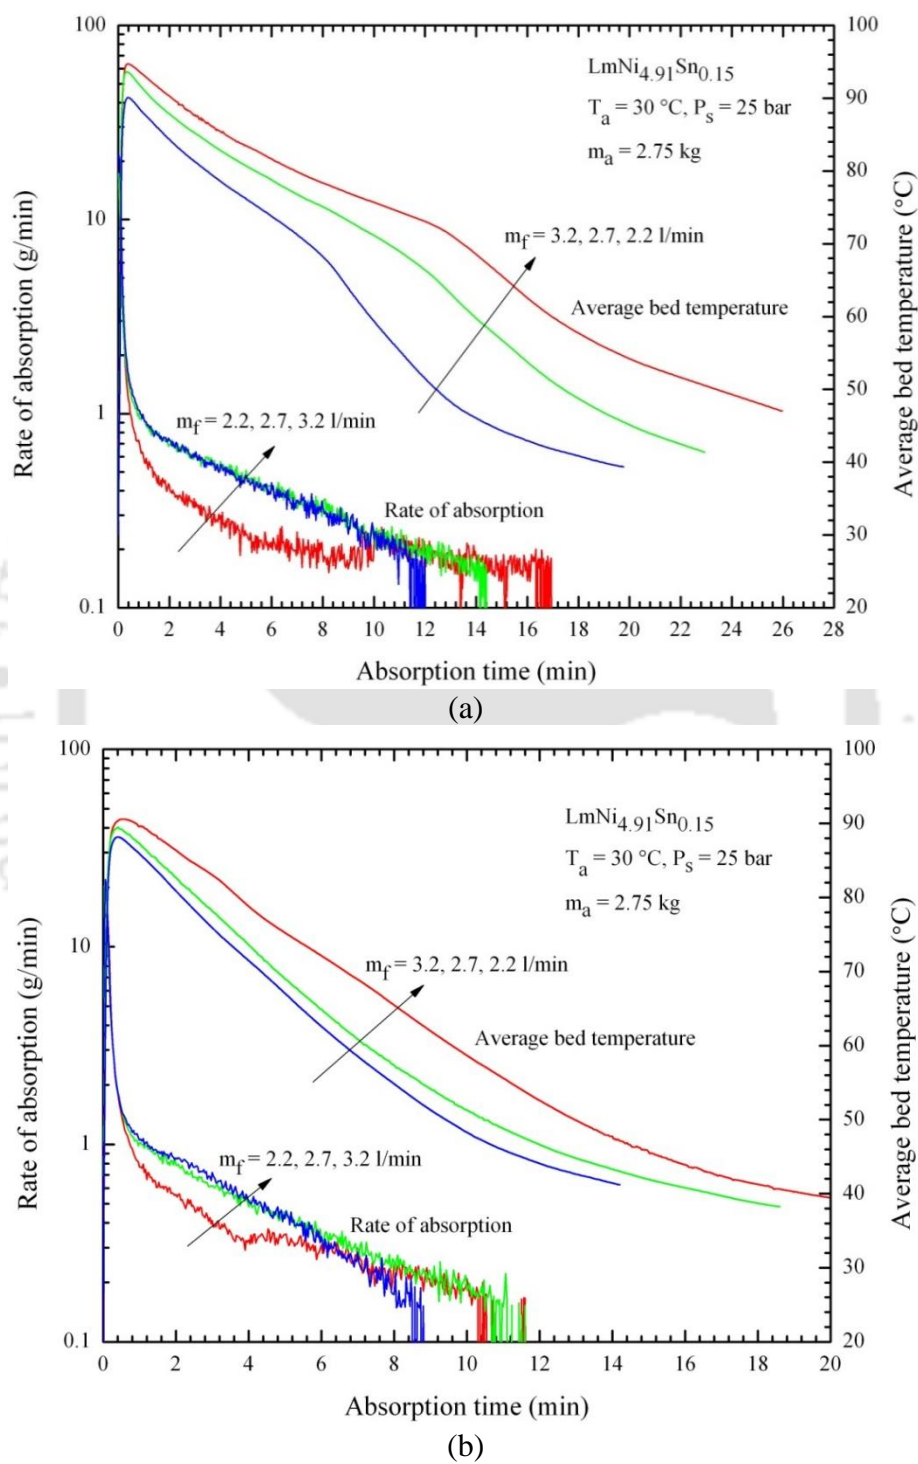 100
10
1
0.1
Rate of absorption (g/min)
100
90
80
70
60
50
40
30
20
Average bed temperature (°C)
LmNi4.91Sn0.15
Ta = 30 °C, Ps = 25 bar
ma = 2.75 kg
mf = 3.2, 2.7, 2.2 l/min
Average bed temperature
mf = 2.2, 2.7, 3.2 l/min
Rate of absorption
0 2 4 6 8 10 12 14 16 18 20 22 24 26 28
Absorption time (min)
(a)
100
10
1
0.1
Rate of absorption (g/min)
100
90
80
70
60
50
40
30
20
Average bed temperature (°C)
LmNi4.91Sn0.15
Ta = 30 °C, Ps = 25 bar
ma = 2.75 kg
mf = 3.2, 2.7, 2.2 l/min
Average bed temperature
mf = 2.2, 2.7, 3.2 l/min
Rate of absorption
0 2 4 6 8 10 12 14 16 18 20
Absorption time (min)
(b)